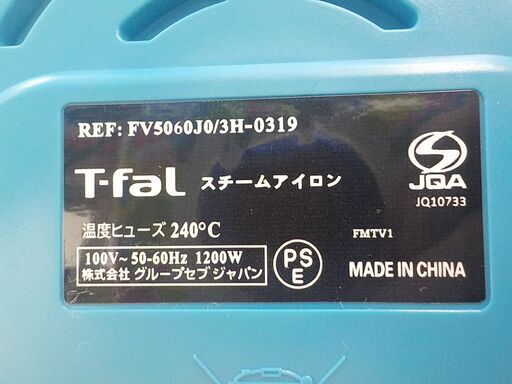 REF: FV5060J0/3H-0319
T-fal スチームアイロン
JQA
JQ10733
温度ヒューズ 240°C
FMTV1
100V～50-60Hz 1200W
株式会社 グループセブ ジャパン
PS
E
MADE IN CHINA